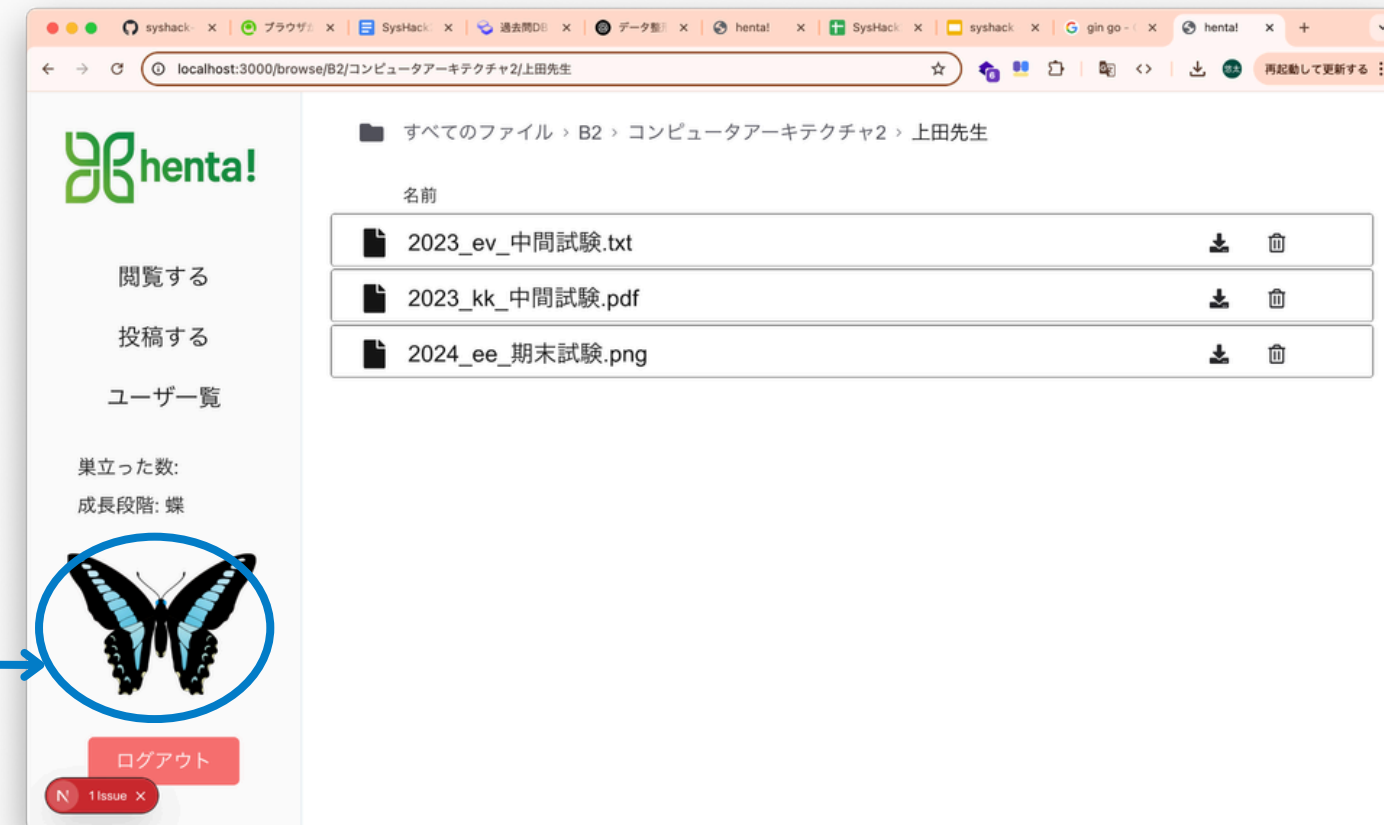 syshack-
ブラウザか
SysHack
過去問DB
データ整形
hental
SysHack
syshack
gin go - G
hental
localhost:3000/browse/B2/コンピュータアーキテクチャ2/上田先生
6
悠太
再起動して更新する
henta!
すべてのファイル › B2 › コンピュータアーキテクチャ2 › 上田先生
名前
2023_ev_中間試験.txt
2023_kk_中間試験.pdf
2024_ee_期末試験.png
閲覧する
投稿する
ユーザ一覧
巣立った数:
成長段階: 蝶
ログアウト
N 1 Issue